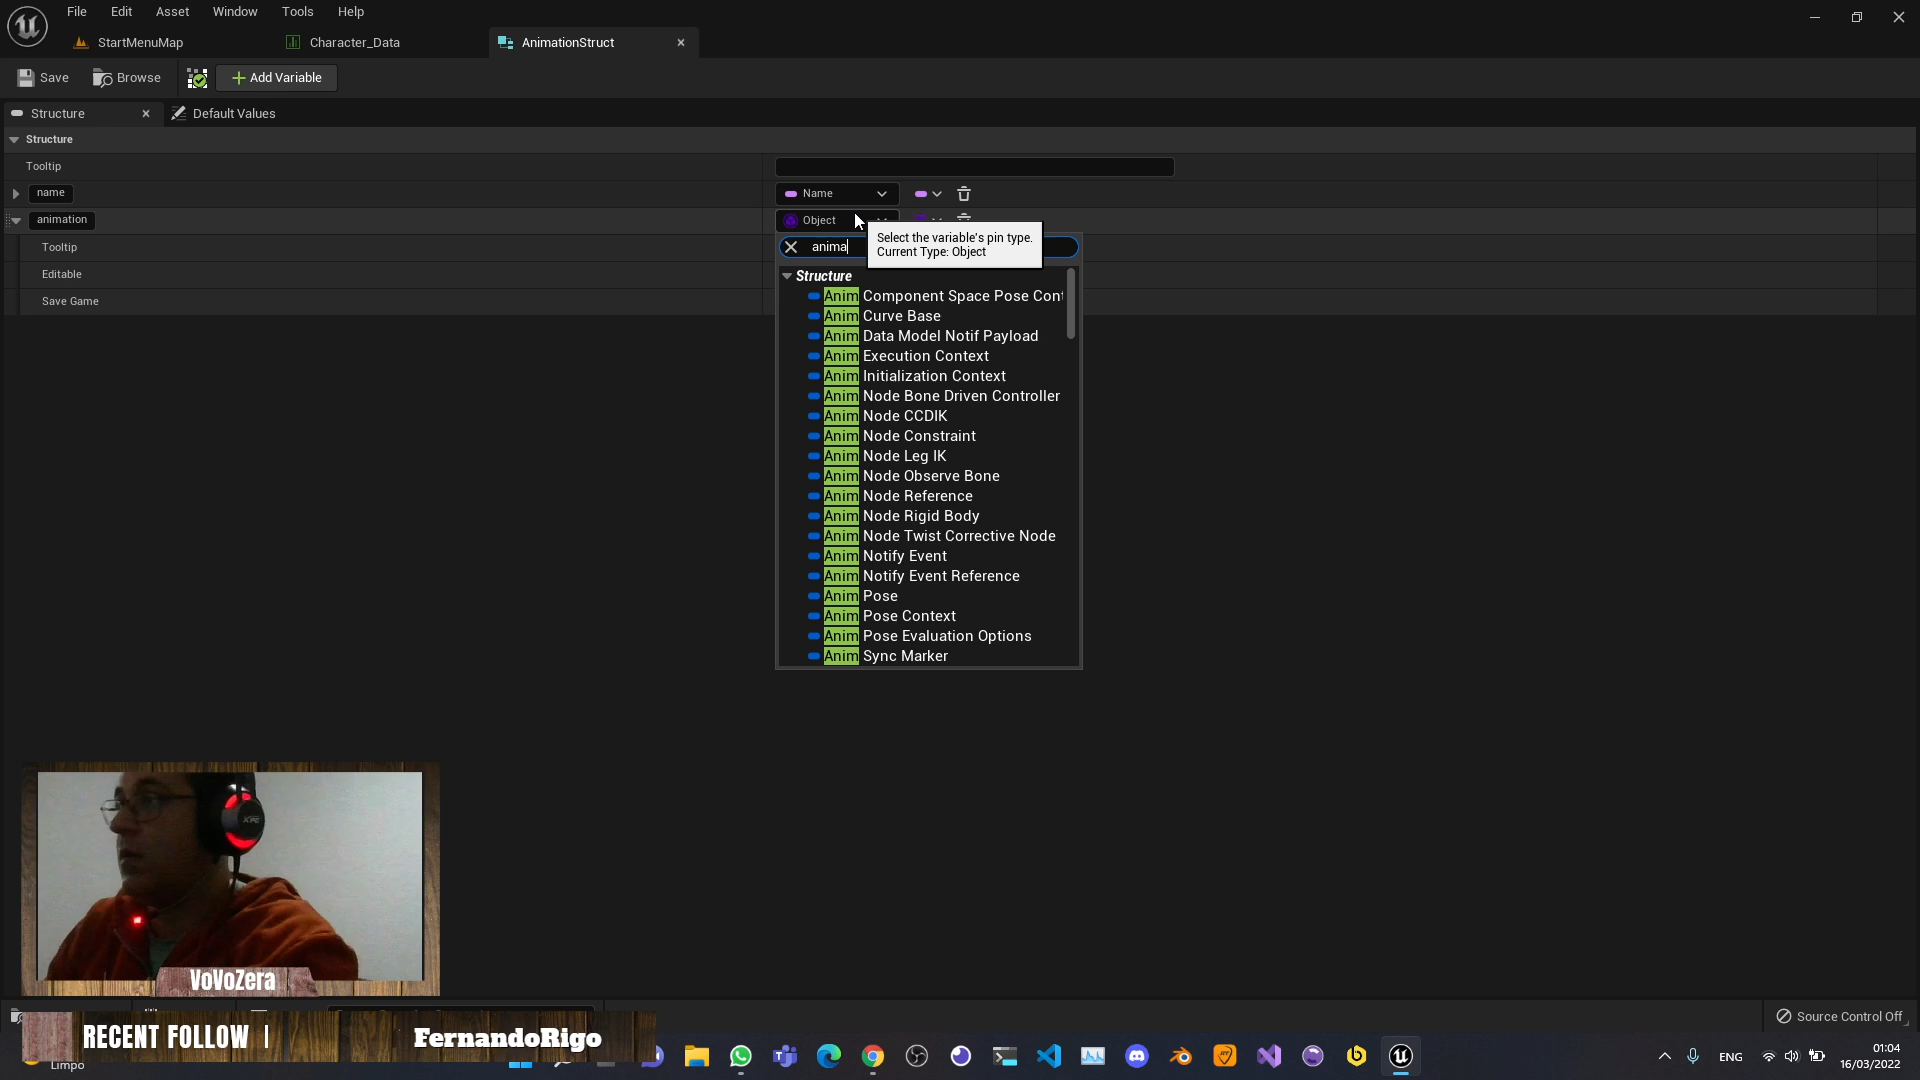 File Edit Asset Window Tools Help
StartMenuMap Character_Data AnimationStruct
Save Browse Add Variable
Structure Default Values
Structure
Tooltip
name Name
animation Object
Tooltip anima
Select the variable's pin type.
Current Type: Object
Editable
Save Game
Structure
Anim Component Space Pose Cont
Anim Curve Base
Anim Data Model Notif Payload
Anim Execution Context
Anim Initialization Context
Anim Node Bone Driven Controller
Anim Node CCDIK
Anim Node Constraint
Anim Node Leg IK
Anim Node Observe Bone
Anim Node Reference
Anim Node Rigid Body
Anim Node Twist Corrective Node
Anim Notify Event
Anim Notify Event Reference
Anim Pose
Anim Pose Context
Anim Pose Evaluation Options
Anim Sync Marker
VoVoZera
Source Control Off
RECENT FOLLOW | FernandoRigo
Limpo
ENG
01:04
16/03/2022